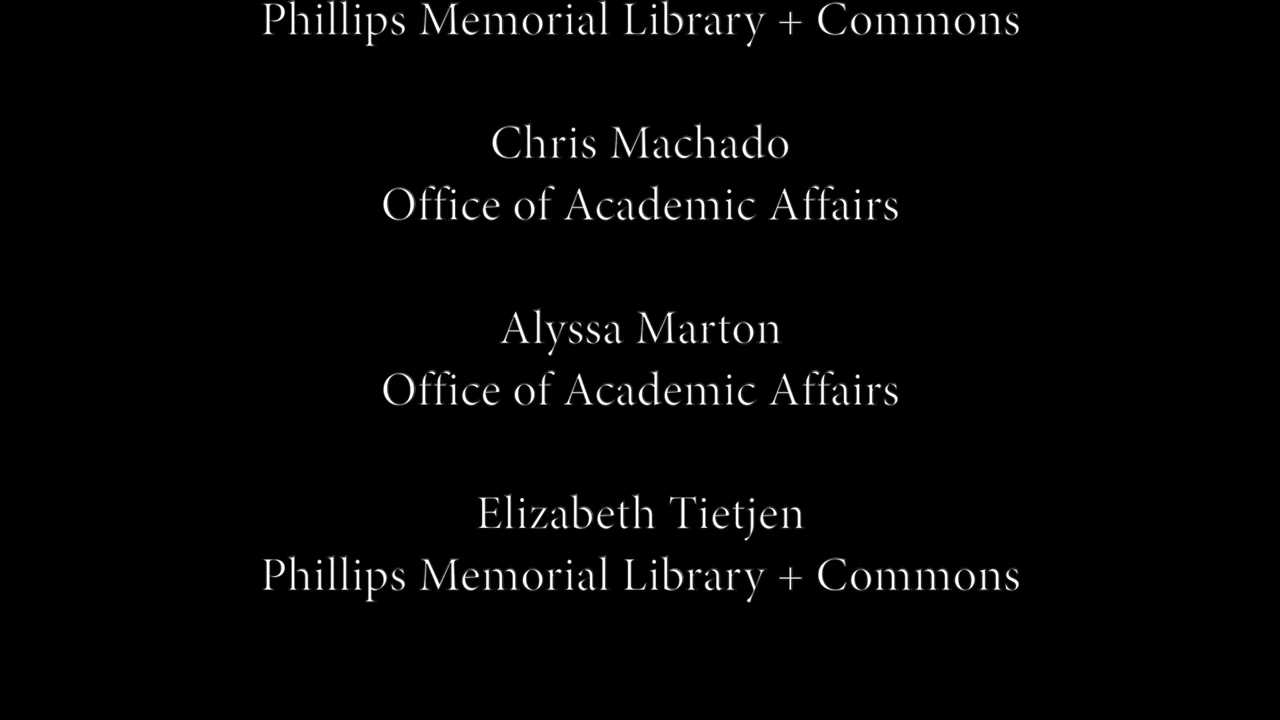 Phillips Memorial Library + Commons
Chris Machado
Office of Academic Affairs
Alyssa Marton
Office of Academic Affairs
Elizabeth Tietjen
Phillips Memorial Library + Commons